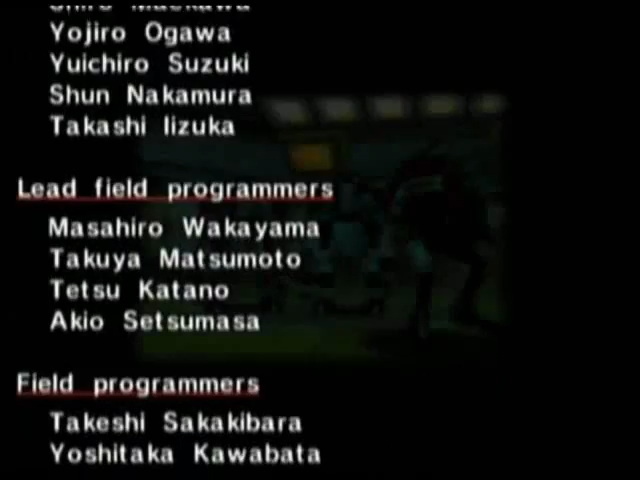 Yojiro Ogawa
Yuichiro Suzuki
Shun Nakamura
Takashi Iizuka
Lead field programmers
Masahiro Wakayama
Takuya Matsumoto
Tetsu Katano
Akio Setsumasa
Field programmers
Takeshi Sakakibara
Yoshitaka Kawabata